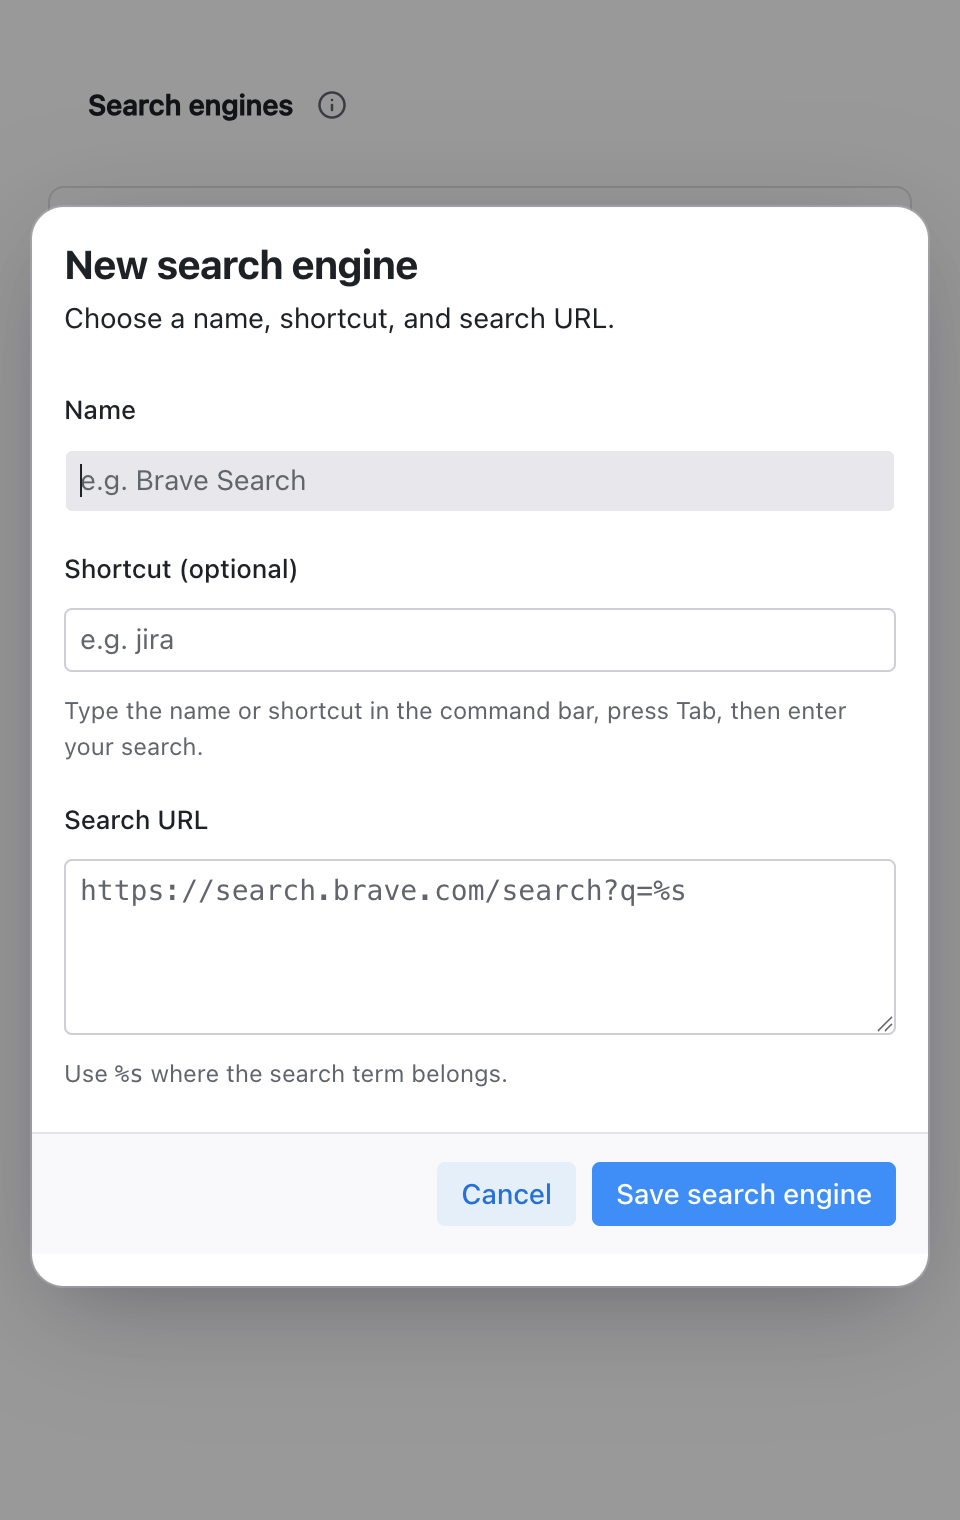 Search engines
New search engine
Choose a name, shortcut, and search URL.
Name
e.g. Brave Search
Shortcut (optional)
e.g. jira
Type the name or shortcut in the command bar, press Tab, then enter
your search.
Search URL
https://search.brave.com/search?q=%s
Use %s where the search term belongs.
Cancel
Save search engine